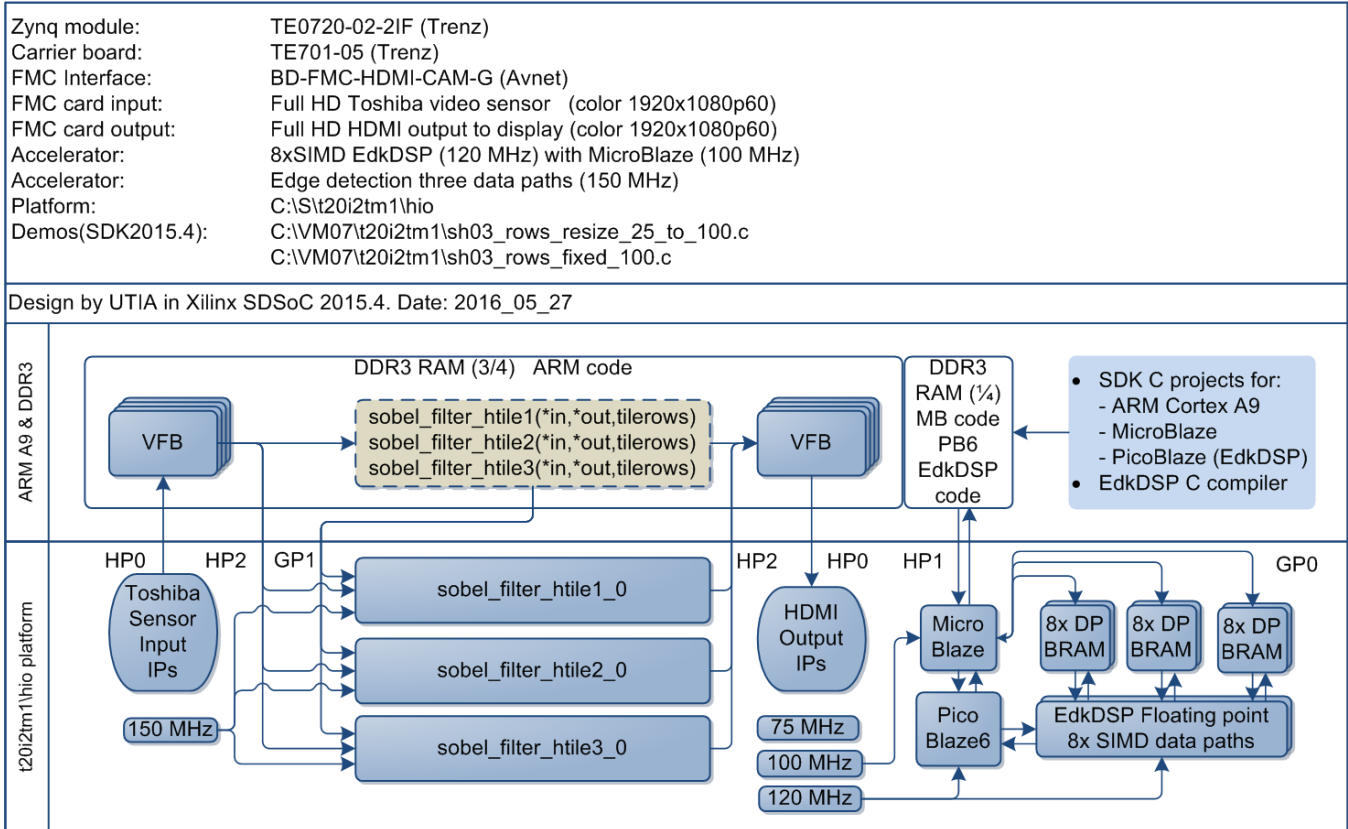 Zynq module: TE0720-02-2IF (Trenz)
Carrier board: TE701-05 (Trenz)
FMC Interface: BD-FMC-HDMI-CAM-G (Avnet)
FMC card input: Full HD Toshiba video sensor (color 1920x1080p60)
FMC card output: Full HD HDMI output to display (color 1920x1080p60)
Accelerator: 8xSIMD EdkDSP (120 MHz) with MicroBlaze (100 MHz)
Accelerator: Edge detection three data paths (150 MHz)
Platform: C:\S\t20i2tm1\hio
Demos(SDK2015.4): C:\VM07\t20i2tm1\sh03_rows_resize_25_to_100.c
C:\VM07\t20i2tm1\sh03_rows_fixed_100.c
Design by UTIA in Xilinx SDSoC 2015.4. Date: 2016_05_27
ARM A9 & DDR3
DDR3 RAM (3/4) ARM code
VFB
sobel_filter_htile1(*in,*out,tilerows)
sobel_filter_htile2(*in,*out,tilerows)
sobel_filter_htile3(*in,*out,tilerows)
VFB
DDR3
RAM (¼)
MB code
PB6
EdkDSP
code
• SDK C projects for:
- ARM Cortex A9
- MicroBlaze
- PicoBlaze (EdkDSP)
• EdkDSP C compiler
t20i2tm1\hio platform
HP0 HP2 GP1 HP2 HP0 HP1 GP0
Toshiba
Sensor
Input
IPs
150 MHz
sobel_filter_htile1_0
sobel_filter_htile2_0
sobel_filter_htile3_0
HDMI
Output
IPs
75 MHz
100 MHz
120 MHz
Micro
Blaze
Pico
Blaze6
8x DP
BRAM
8x DP
BRAM
8x DP
BRAM
EdkDSP Floating point
8x SIMD data paths